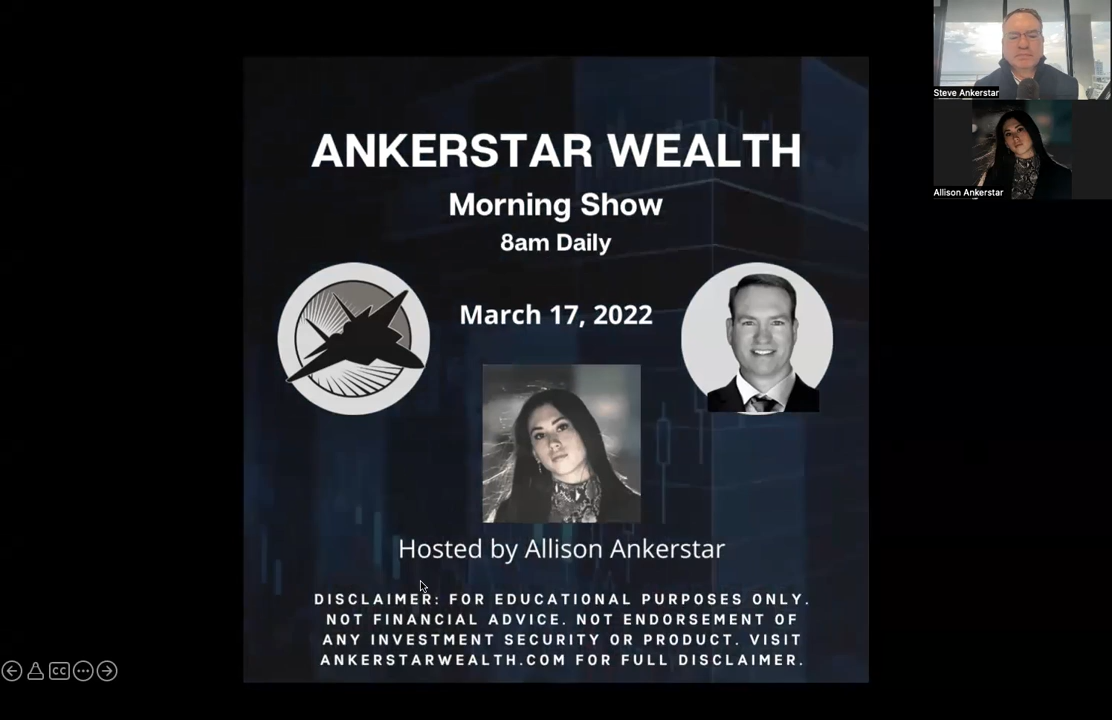 ANKERSTAR WEALTH
Morning Show
8am Daily
March 17, 2022
Hosted by Allison Ankerstar
DISCLAIMER: FOR EDUCATIONAL PURPOSES ONLY.
NOT FINANCIAL ADVICE. NOT ENDORSEMENT OF
ANY INVESTMENT SECURITY OR PRODUCT. VISIT
ANKERSTARWEALTH.COM FOR FULL DISCLAIMER.
Steve Ankerstar
Allison Ankerstar
CC